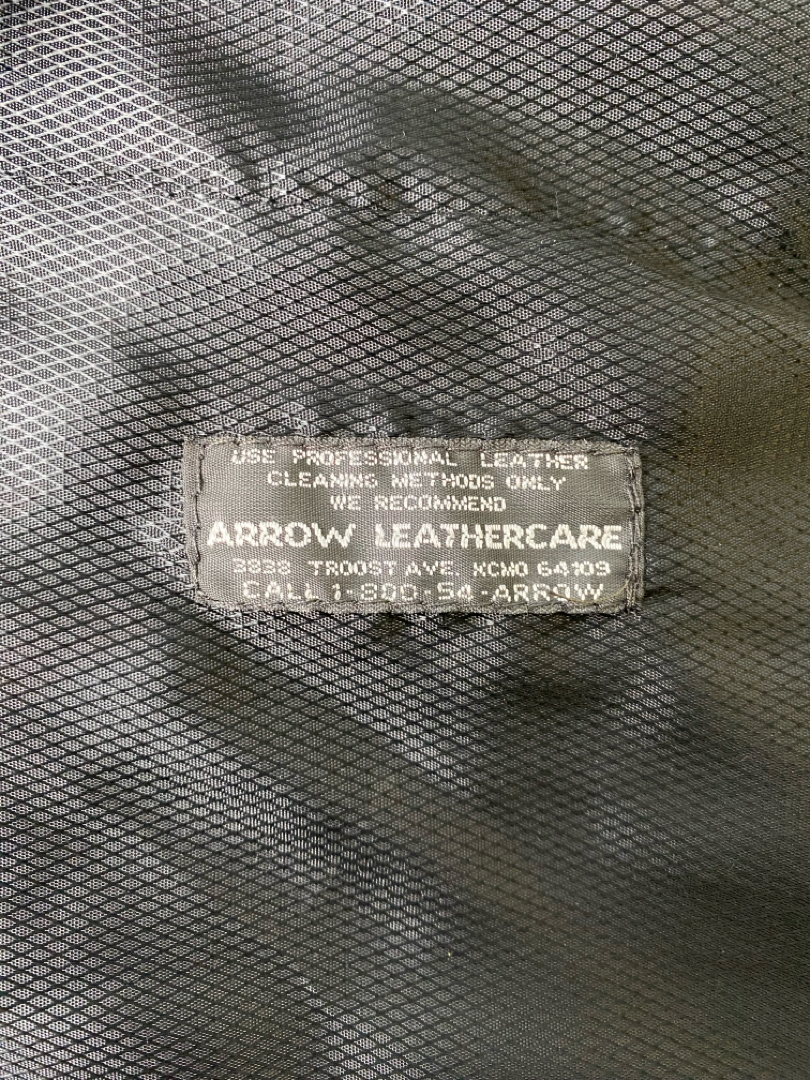 USE PROFESSIONAL LEATHER
CLEANING METHODS ONLY
WE RECOMMEND
ARROW LEATHERCARE
3838 TROOST AVE. KCMO 64109
CALL 1-800-54-ARROW